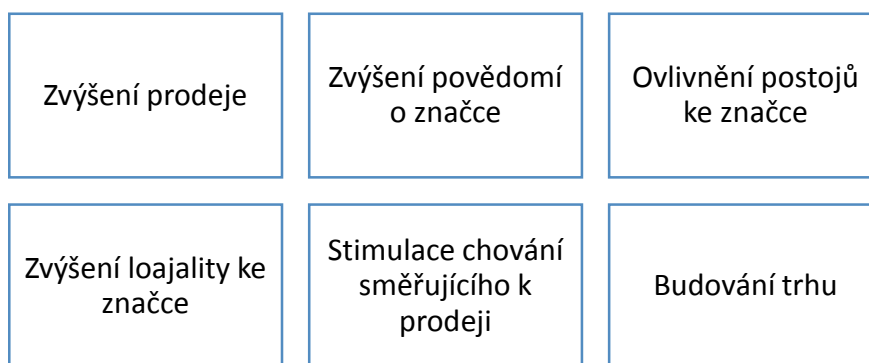 Zvýšení prodeje
Zvýšení povědomí
o značce
Ovlivnění postojů
ke značce
Zvýšení loajality ke
značce
Stimulace chování
směřujícího k
prodeji
Budování trhu